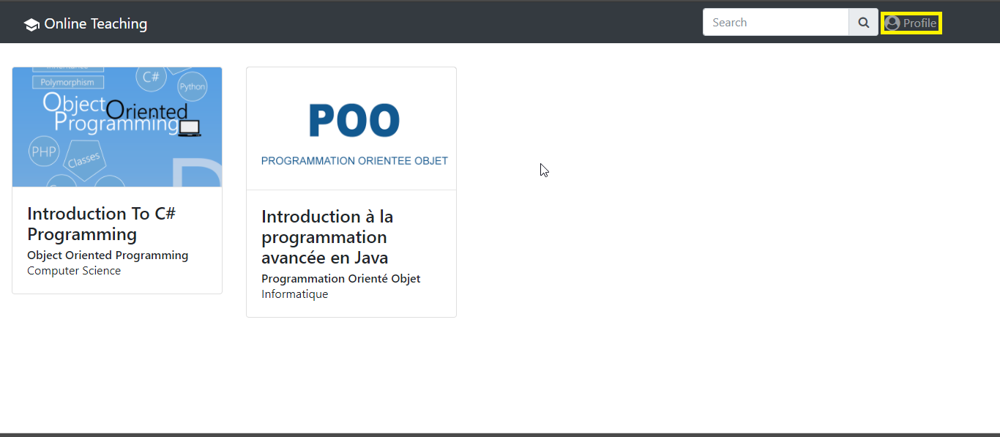 Online Teaching
Search
Profile
Polymorphism
C#
Python
Object Oriented
Programming
PHP
Classes
Introduction To C#
Programming
Object Oriented Programming
Computer Science
POO
PROGRAMMATION ORIENTEE OBJET
Introduction à la
programmation
avancée en Java
Programmation Orienté Objet
Informatique